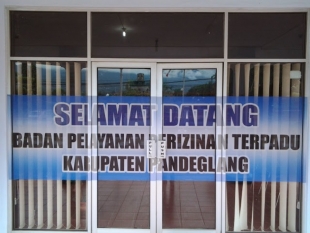 SELAMAT DATANG
BADAN PELAYANAN PERIZINAN TERPADU
KABUPATEN PANDEGLANG